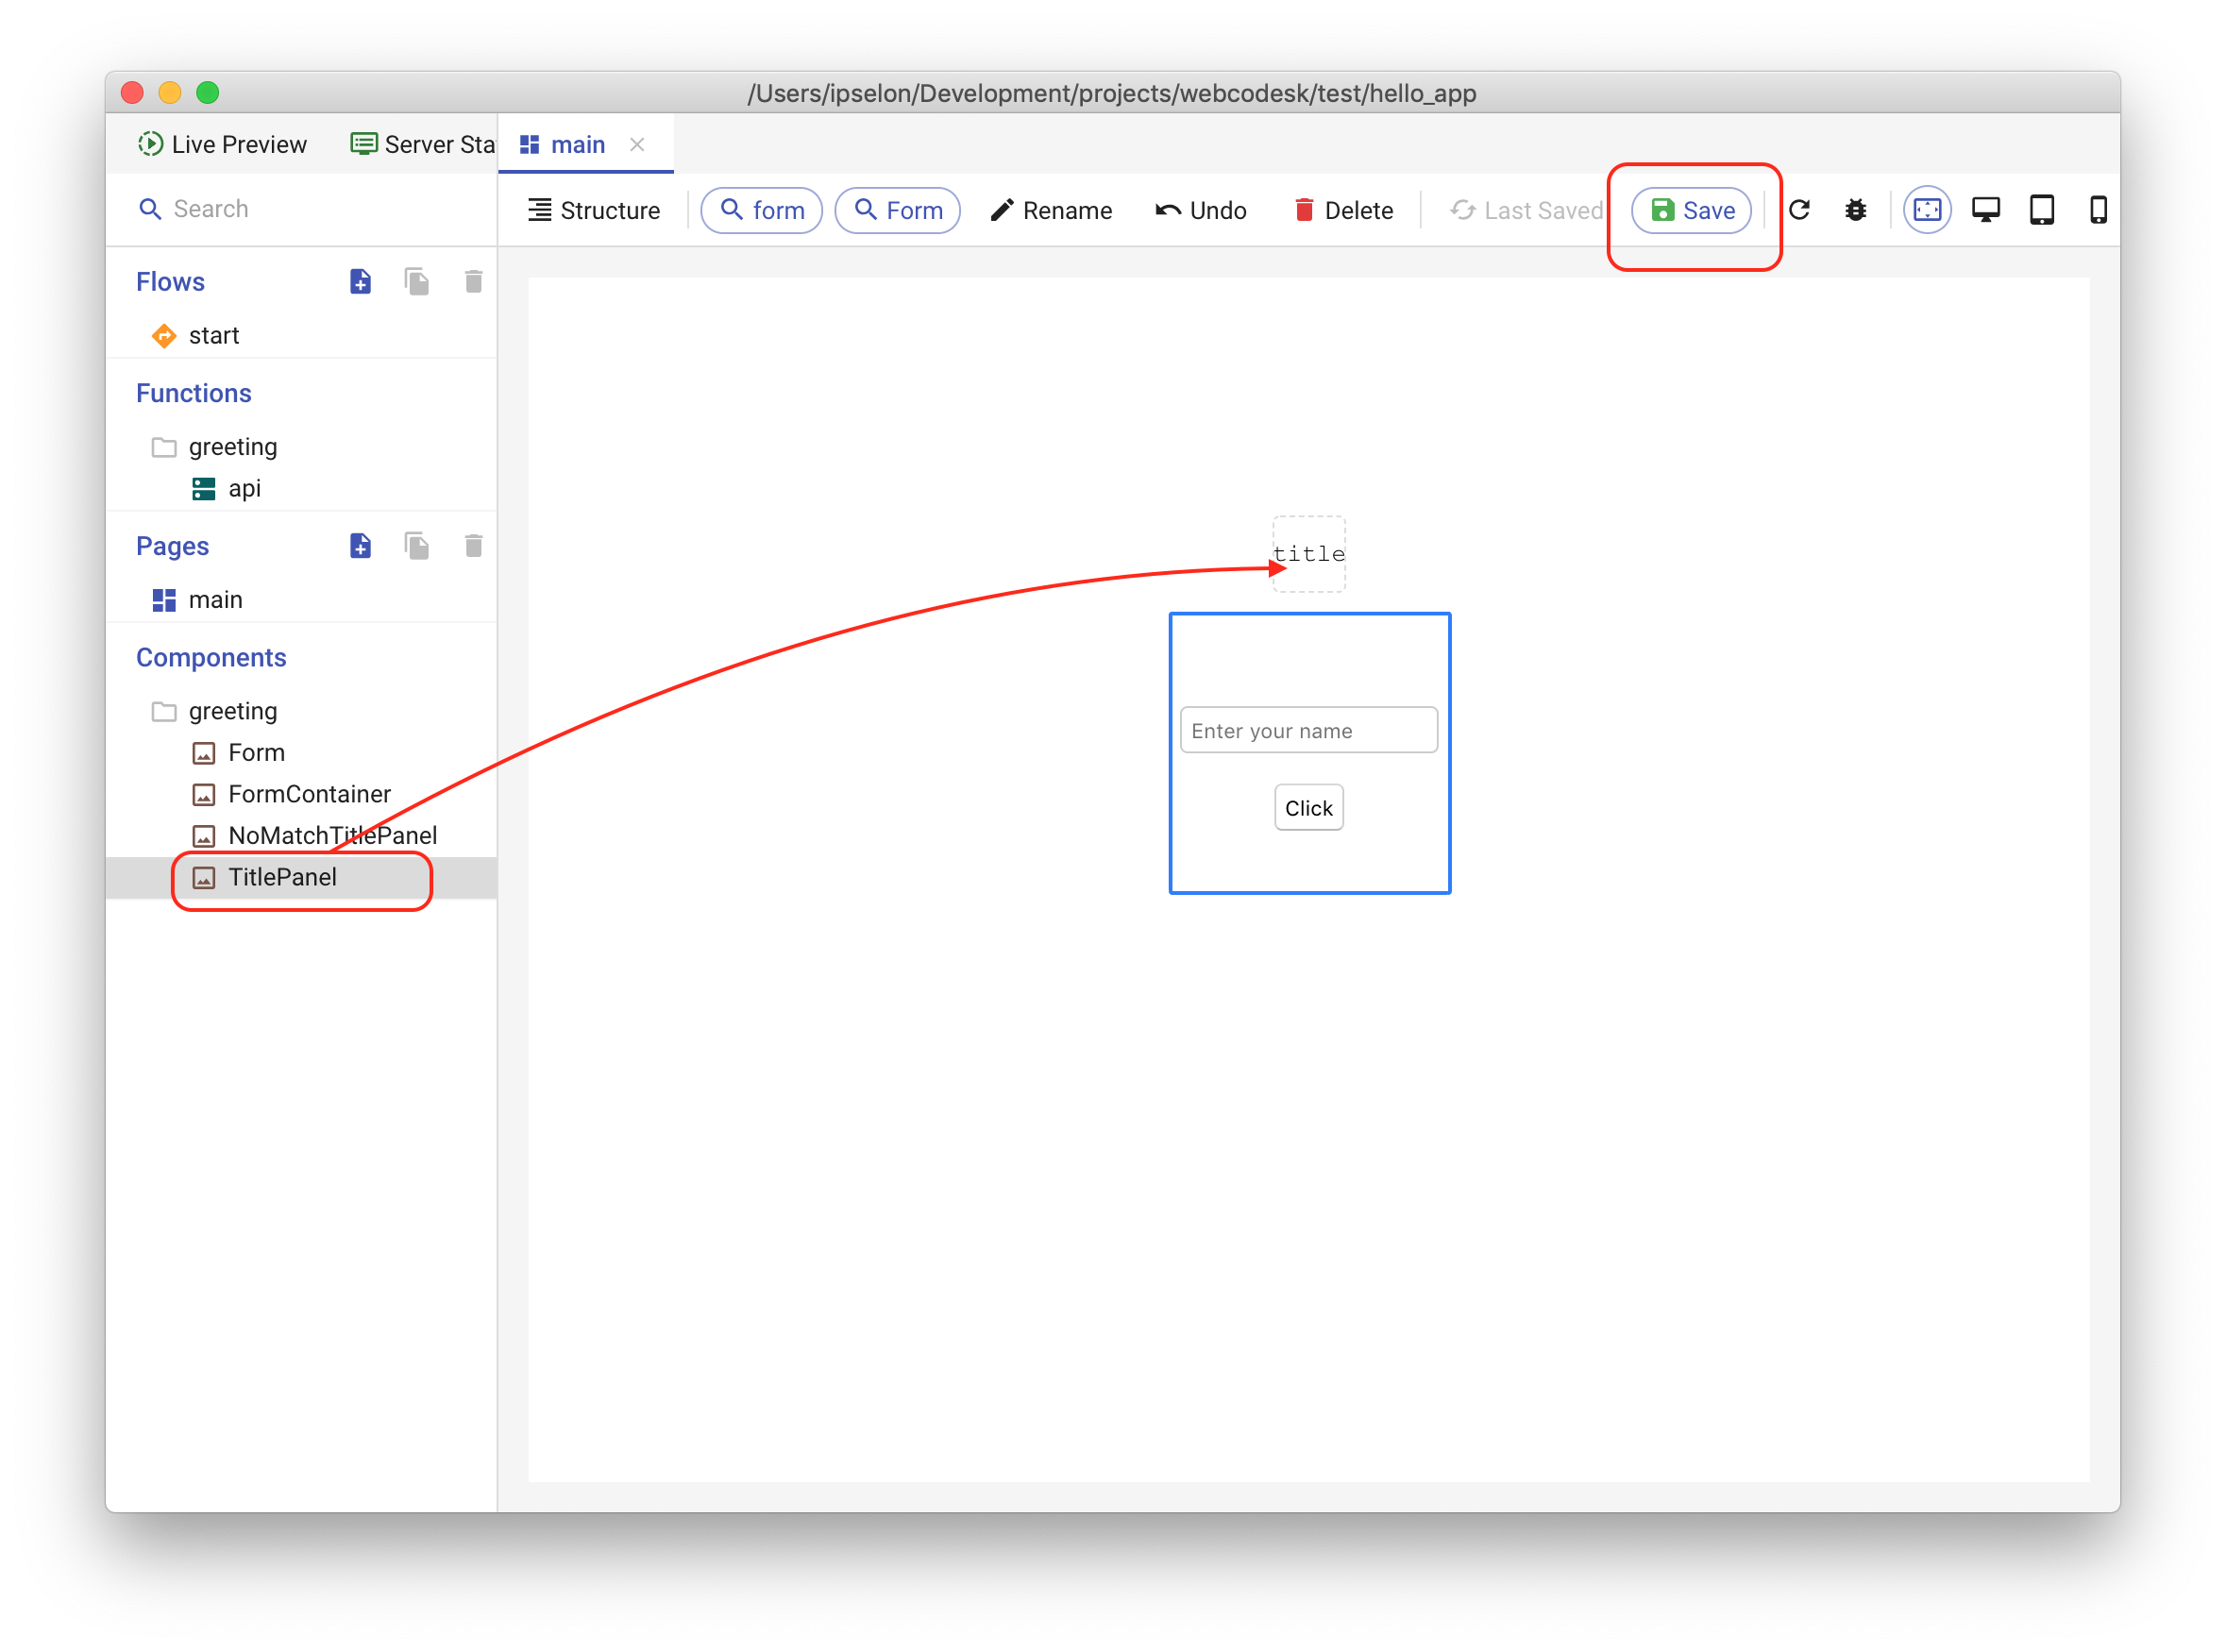 /Users/ipselon/Development/projects/webcodesk/test/hello_app
Live Preview
Server Sta
main
Search
Structure
form
Form
Rename
Undo
Delete
Last Saved
Save
Flows
start
Functions
greeting
api
Pages
main
Components
greeting
Form
FormContainer
NoMatchTitlePanel
TitlePanel
title
Enter your name
Click